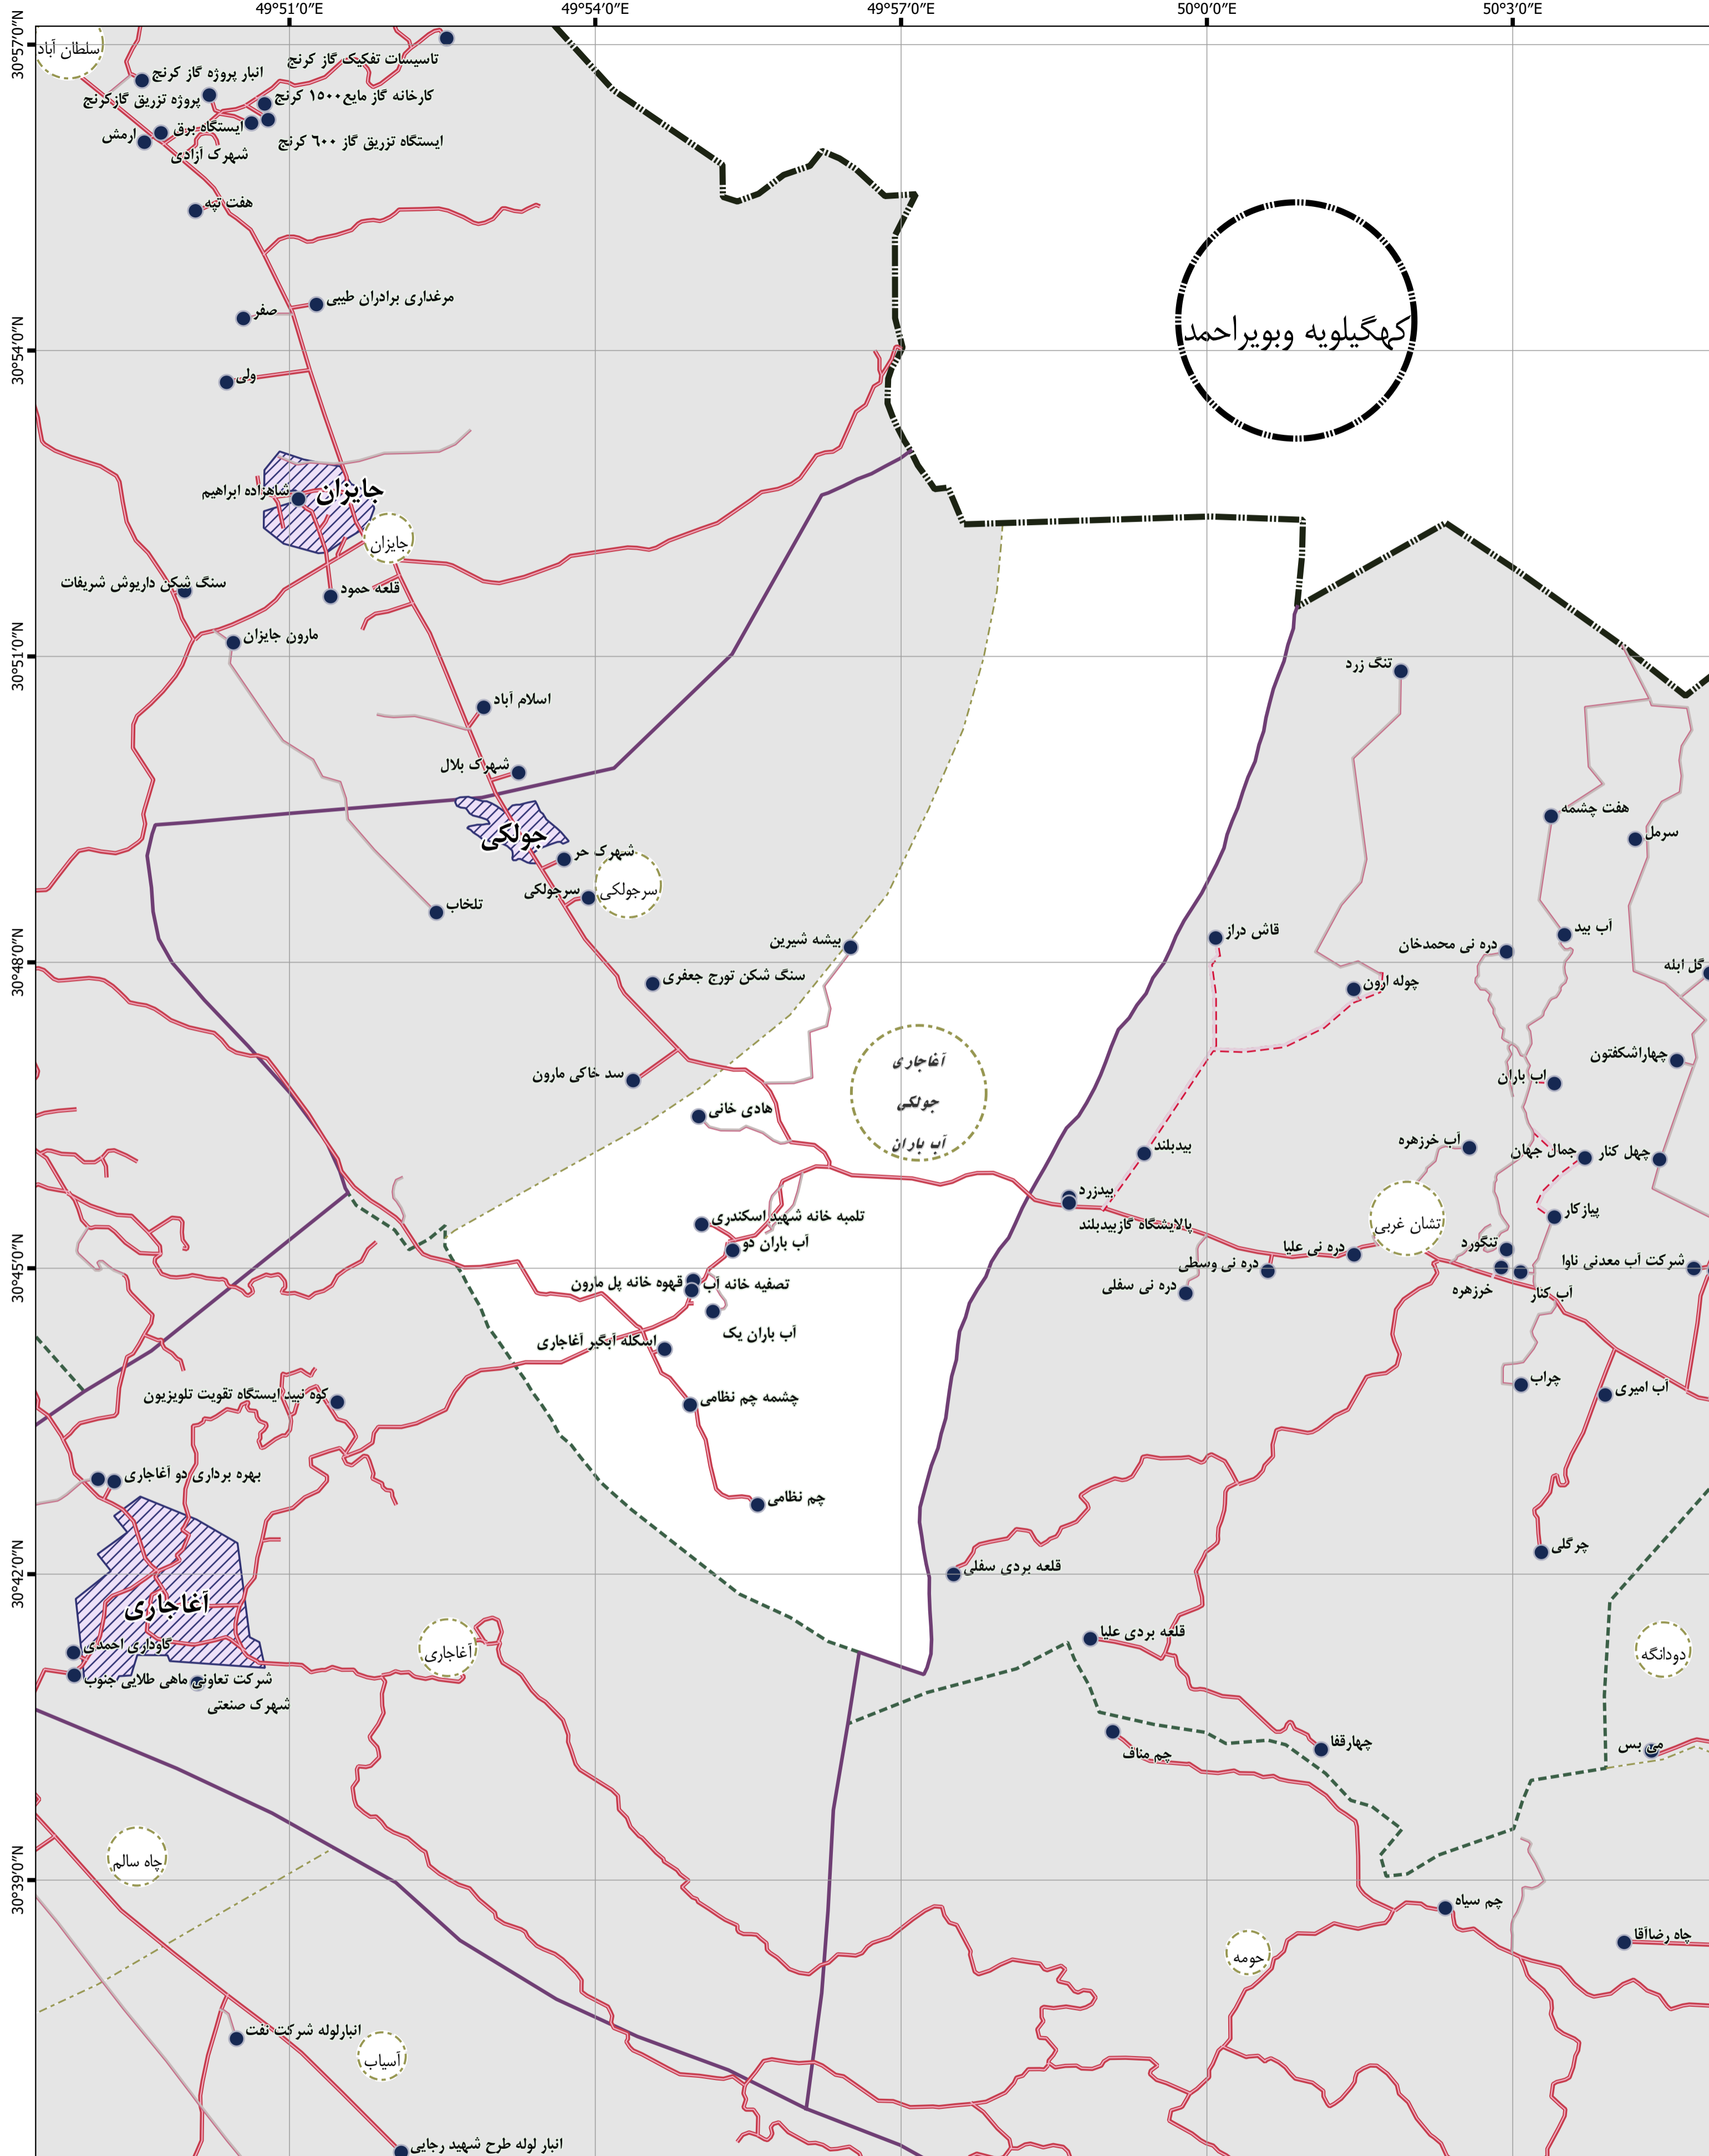 49°51′0″E
49°54′0″E
49°57′0″E
50°0′0″E
50°3′0″E
30°57′0″N
30°54′0″N
30°51′0″N
30°48′0″N
30°45′0″N
30°42′0″N
30°39′0″N
سلطان آباد
تاسیسات تفکیک گاز کرنج
انبار پروژه گاز کرنج
پروژه تزریق گازکرنج
کارخانه گاز مایع۱۵۰۰ کرنج
ایستگاه برق
ارمش
ایستگاه تزریق گاز ٦٠٠ کرنج
شهرک آزادی
هفت تپه
مرغداری برادران طیبی
صفر
کهگیلویه وبویراحمد
ولی
شاهزاده ابراهیم
جایزان
جایزان
سنگ شکن داریوش شریفات
قلعه حمود
مارون جایزان
تنگ زرد
اسلام آباد
شهرک بلال
هفت چشمه
سرمل
جولکی
شهرک حر
سرجولکی
سرجولکی
تلخاب
قاش دراز
آب بید
بیشه شیرین
دره نی محمدخان
گل ابله
سنگ شکن تورج جعفری
چوله ارون
آغاجاری
جولکی
آب باران
چهاراشکفتون
سد خاکی مارون
اب باران
هادی خانی
بیدبلند
آب خرزهره
جمال جهان
چهل کنار
بیدزرد
پالایشگاه گازبیدبلند
تشان غربی
پیازکار
تلمبه خانه شهید اسکندری
آب باران دو
دره نی علیا
تنگورد
دره نی وسطی
شرکت آب معدنی ناوا
قهوه خانه پل مارون
تصفیه خانه آب
دره نی سفلی
خرزهره
آب کنار
آب باران یک
اسکله آبگیر آغاجاری
چراب
آب امیری
کوه نبید ایستگاه تقویت تلویزیون
چشمه چم نظامی
بهره برداری دو آغاجاری
چم نظامی
چرگلی
قلعه بردی سفلی
آغاجاری
قلعه بردی علیا
گاوداری احمدی
آغاجاری
دودانگه
شرکت تعاونی ماهی طلایی جنوب
شهرک صنعتی
چهارقفا
چم مناف
می بس
چاه سالم
چم سیاه
چاه رضاآقا
حومه
انبارلوله شرکت نفت
آسیاب
انبار لوله طرح شهید رجایی